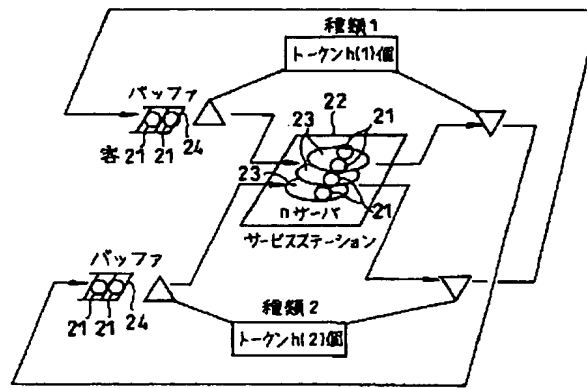 種類1
トークンh(1)個
バッファ
24
客
21
21
22
21
23
23
21
nサーバ
サービスステーション
バッファ
21
21
24
種類2
トークンh(2)個